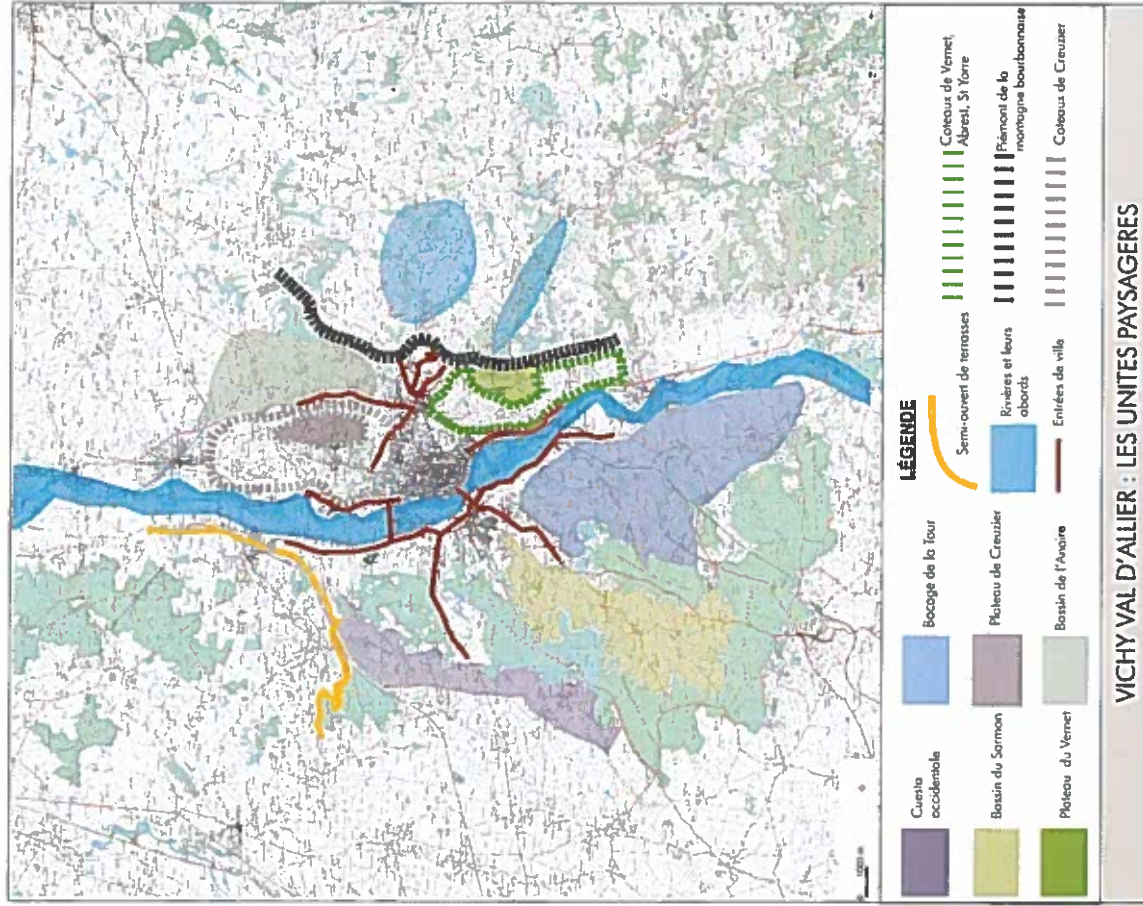 LÉGENDE
Cuesta
occidentale
Bassin du Sarmon
Plateau du Vernet
Bocage de la Tour
Plateau de Creuzier
Bassin de l'Anoire
Semi-ouvert de terrasses
Rivières et leurs
abords
Entrées de ville
Coteaux de Vernet,
Abrest, St Yorre
Piémont de la
montagne bourbonnaise
Coteaux de Creuzier
VICHY VAL D'ALLIER : LES UNITES PAYSAGERES